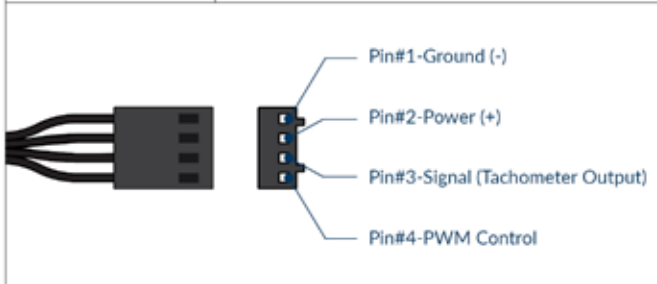 Pin#1-Ground (-)
Pin#2-Power (+)
Pin#3-Signal (Tachometer Output)
Pin#4-PWM Control